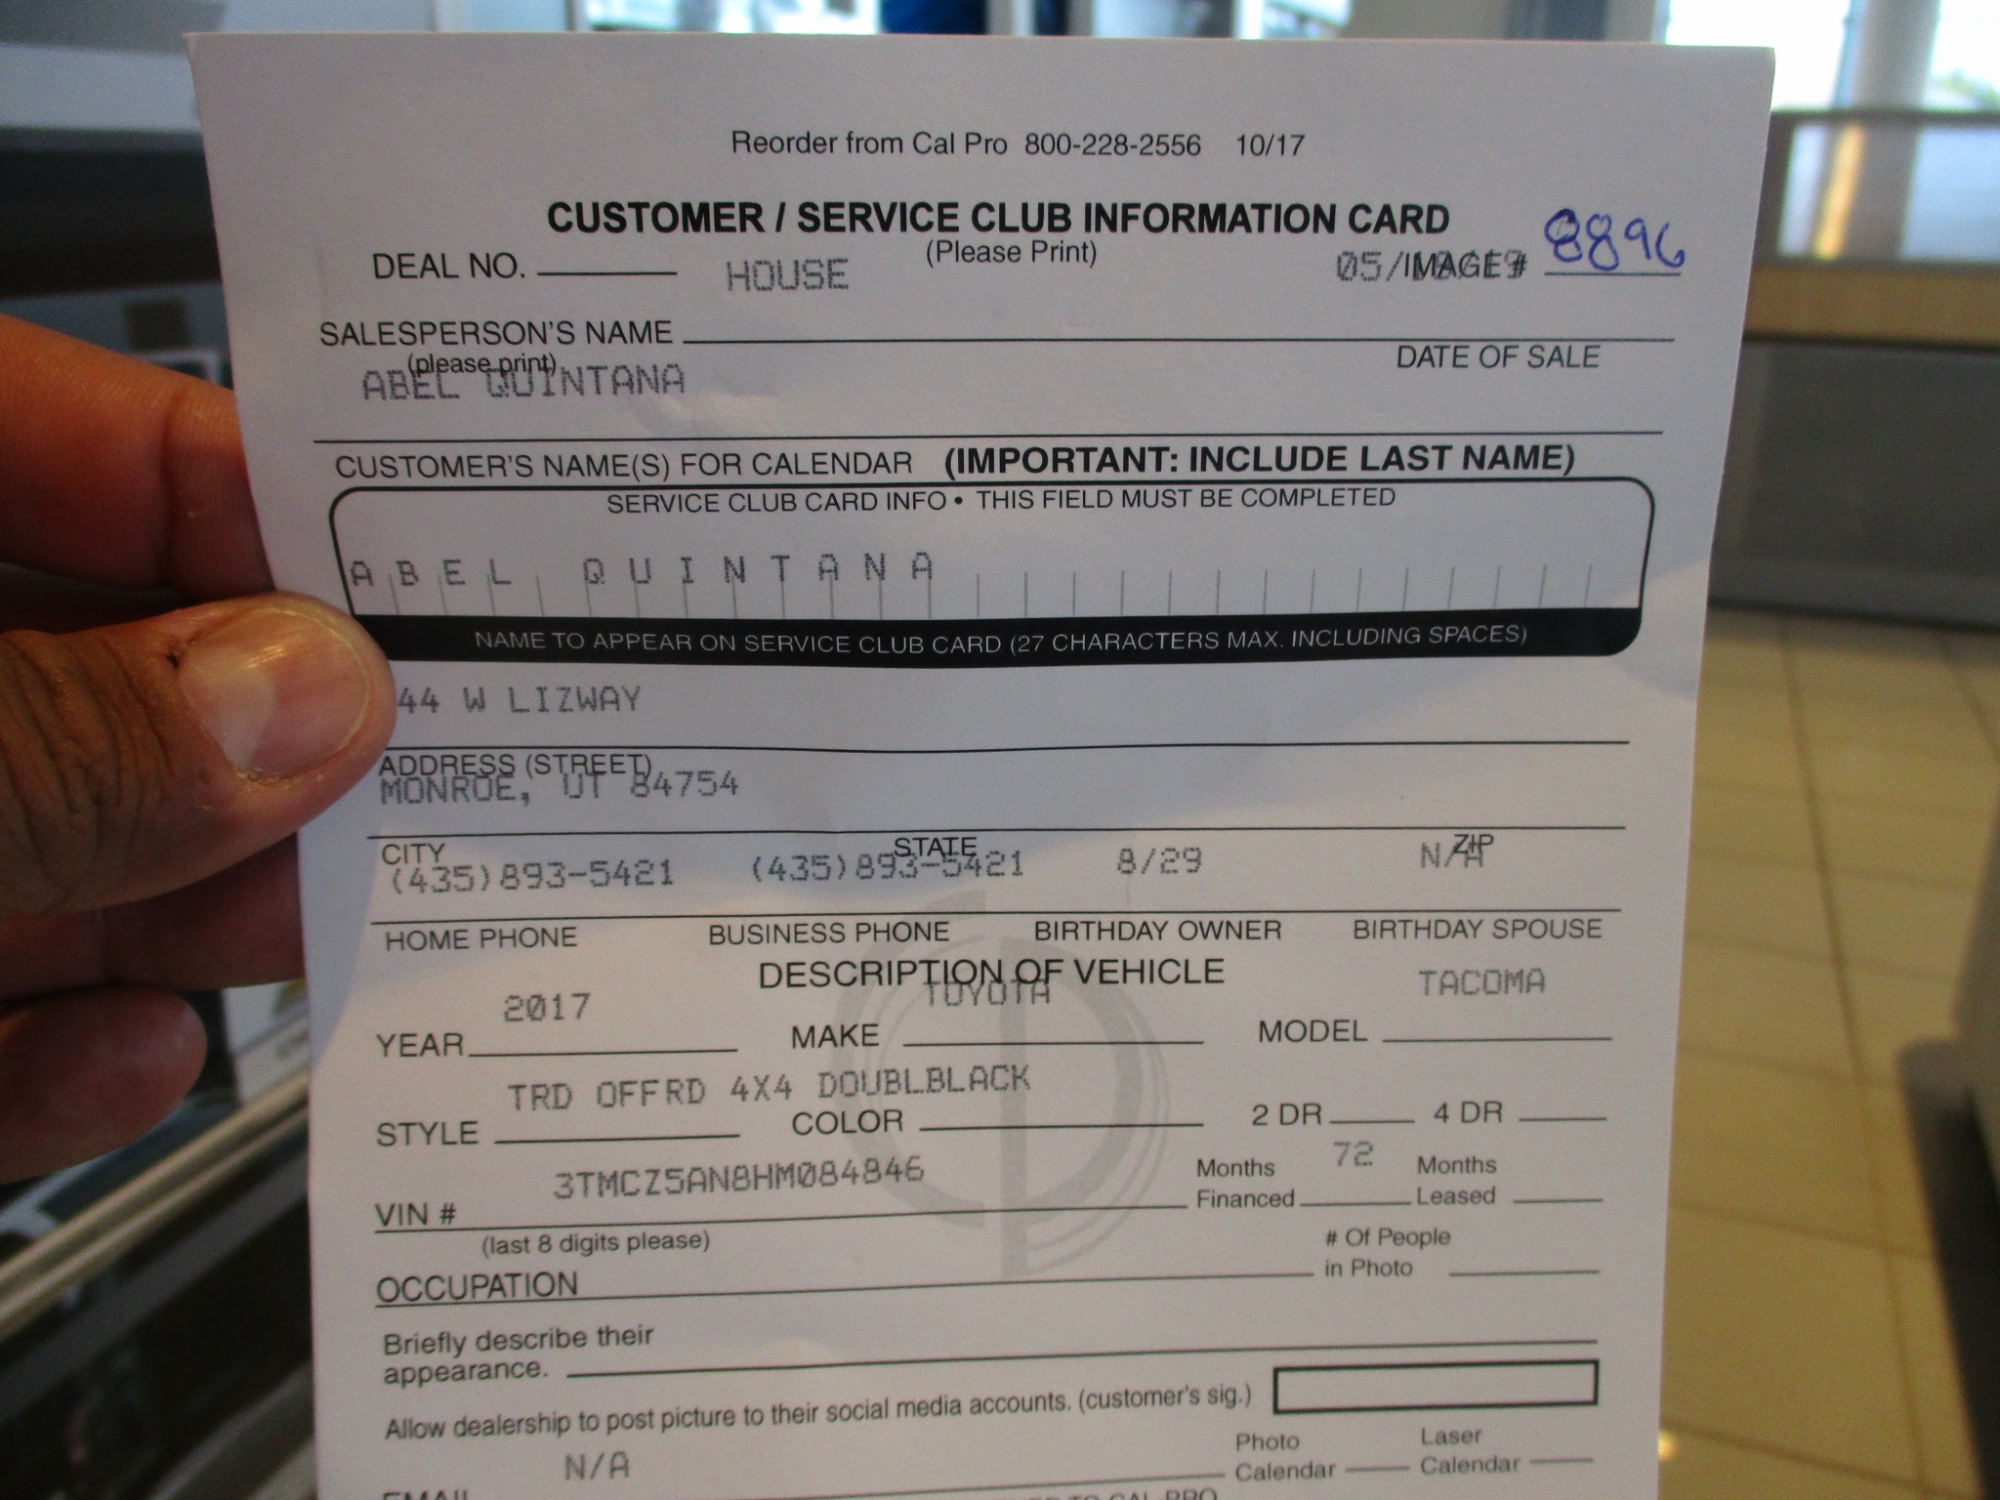 Reorder from Cal Pro 800-228-2556 10/17
CUSTOMER / SERVICE CLUB INFORMATION CARD
(Please Print)
DEAL NO. HOUSE 05/ IMAGE# 8896
SALESPERSON'S NAME
(please print) DATE OF SALE
ABEL QUINTANA
CUSTOMER'S NAME(S) FOR CALENDAR (IMPORTANT: INCLUDE LAST NAME)
SERVICE CLUB CARD INFO • THIS FIELD MUST BE COMPLETED
ABEL QUINTANA
NAME TO APPEAR ON SERVICE CLUB CARD (27 CHARACTERS MAX. INCLUDING SPACES)
44 W LIZWAY
ADDRESS (STREET)
MONROE, UT 84754
CITY STATE ZIP
(435)893-5421 (435)893-5421 8/29 N/A
HOME PHONE BUSINESS PHONE BIRTHDAY OWNER BIRTHDAY SPOUSE
DESCRIPTION OF VEHICLE
2017 TOYOTA TACOMA
YEAR MAKE MODEL
TRD OFFRD 4X4 DOUBLBLACK
STYLE COLOR 2 DR 4 DR
3TMCZ5AN8HM084846 Months 72 Months
VIN # Financed Leased
(last 8 digits please) # Of People
OCCUPATION in Photo
Briefly describe their
appearance.
Allow dealership to post picture to their social media accounts. (customer's sig.)
N/A Photo Laser
Calendar Calendar
EMAIL